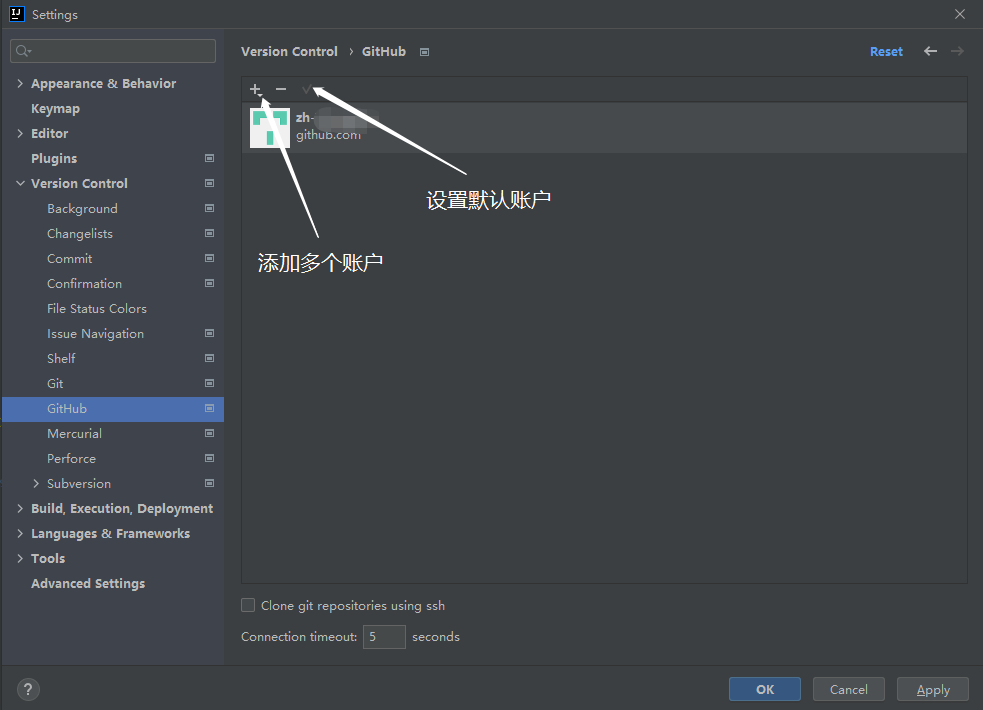 Settings
Version Control › GitHub
Reset
Appearance & Behavior
Keymap
Editor
Plugins
Version Control
Background
Changelists
Commit
Confirmation
File Status Colors
Issue Navigation
Shelf
Git
GitHub
Mercurial
Perforce
Subversion
Build, Execution, Deployment
Languages & Frameworks
Tools
Advanced Settings
zh-
github.com
设置默认账户
添加多个账户
Clone git repositories using ssh
Connection timeout: 5 seconds
?
OK
Cancel
Apply